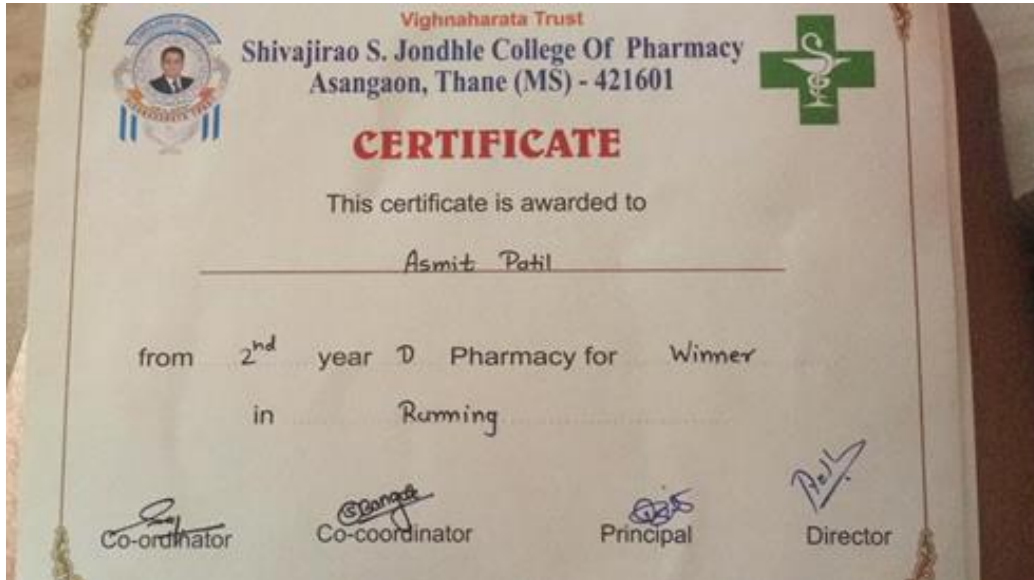 Vighnaharata Trust
Shivajirao S. Jondhle College Of Pharmacy
Asangaon, Thane (MS) - 421601
CERTIFICATE
This certificate is awarded to
Asmit Patil
from 2nd year D Pharmacy for Winner
in Running
Co-ordinator Co-coordinator Principal Director